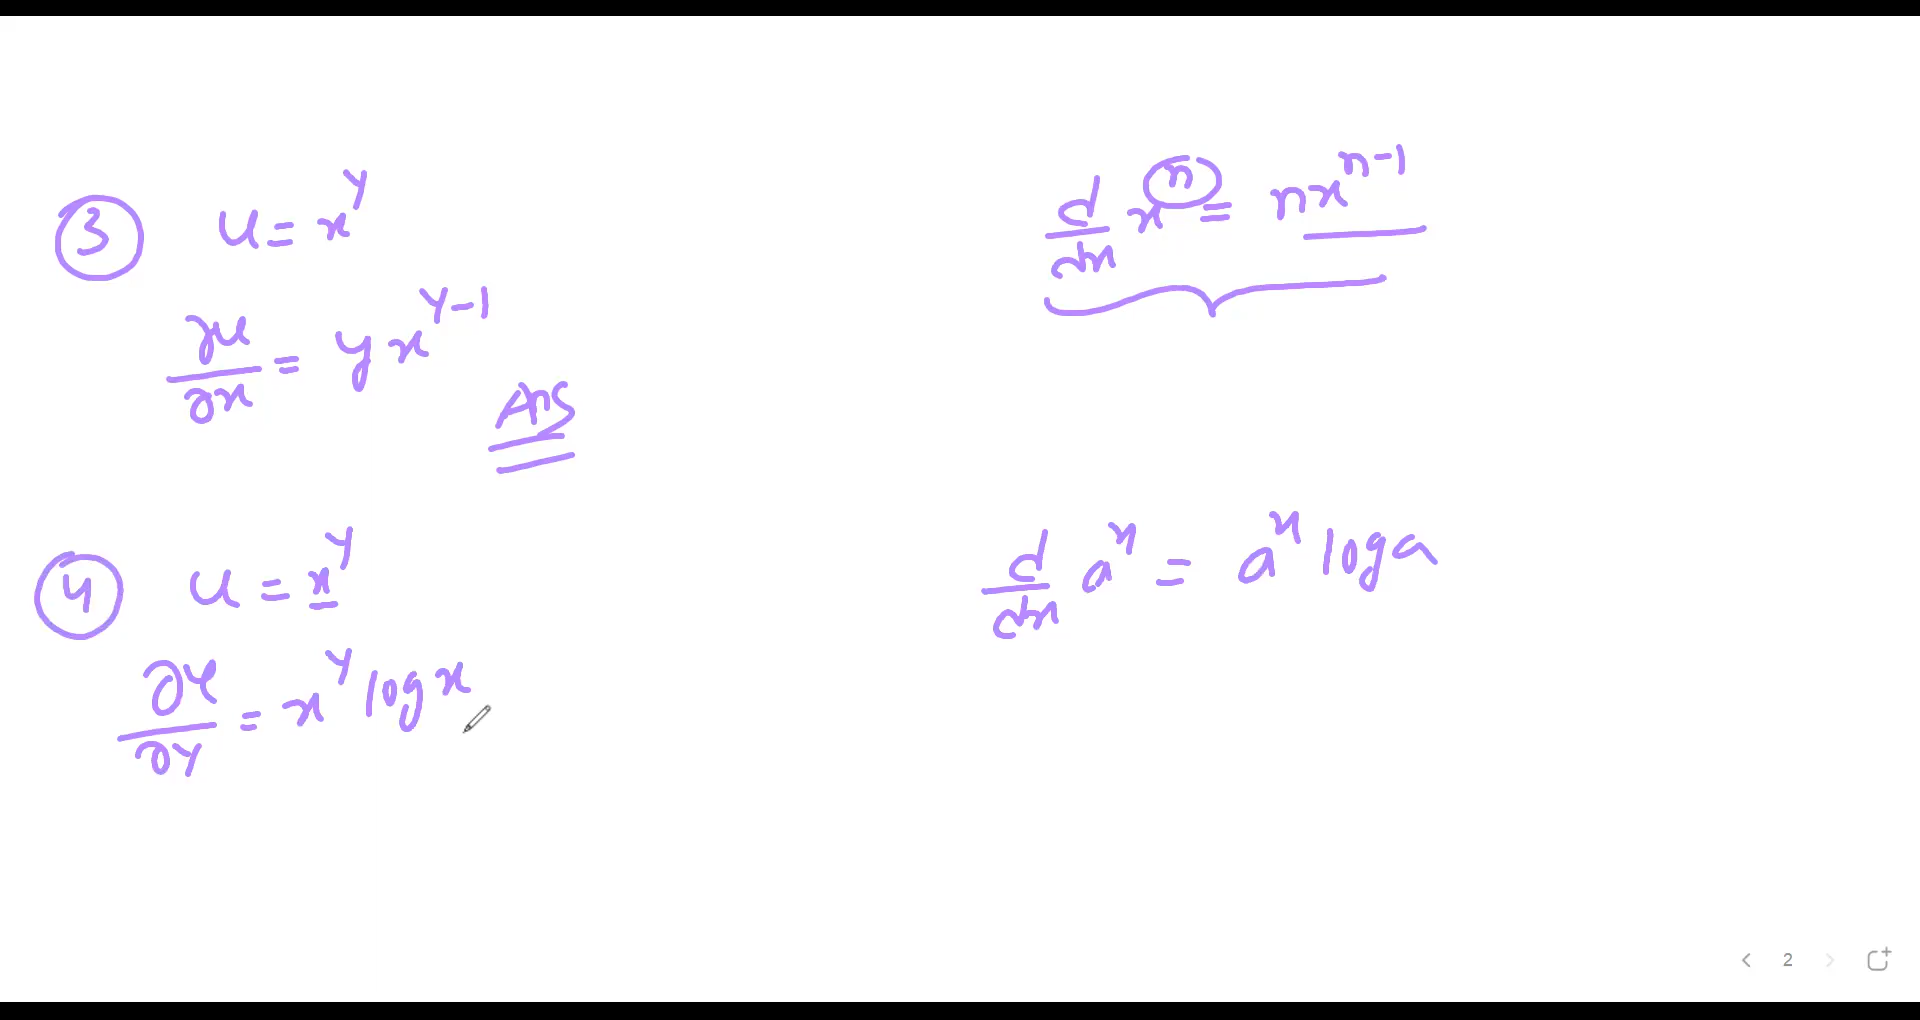 ③ u = x^y
∂u/∂x = y x^(y-1)
Ans
d/dx x^n = n x^(n-1)
④ u = x^y
∂u/∂y = x^y log x
d/dx a^x = a^x log a
2